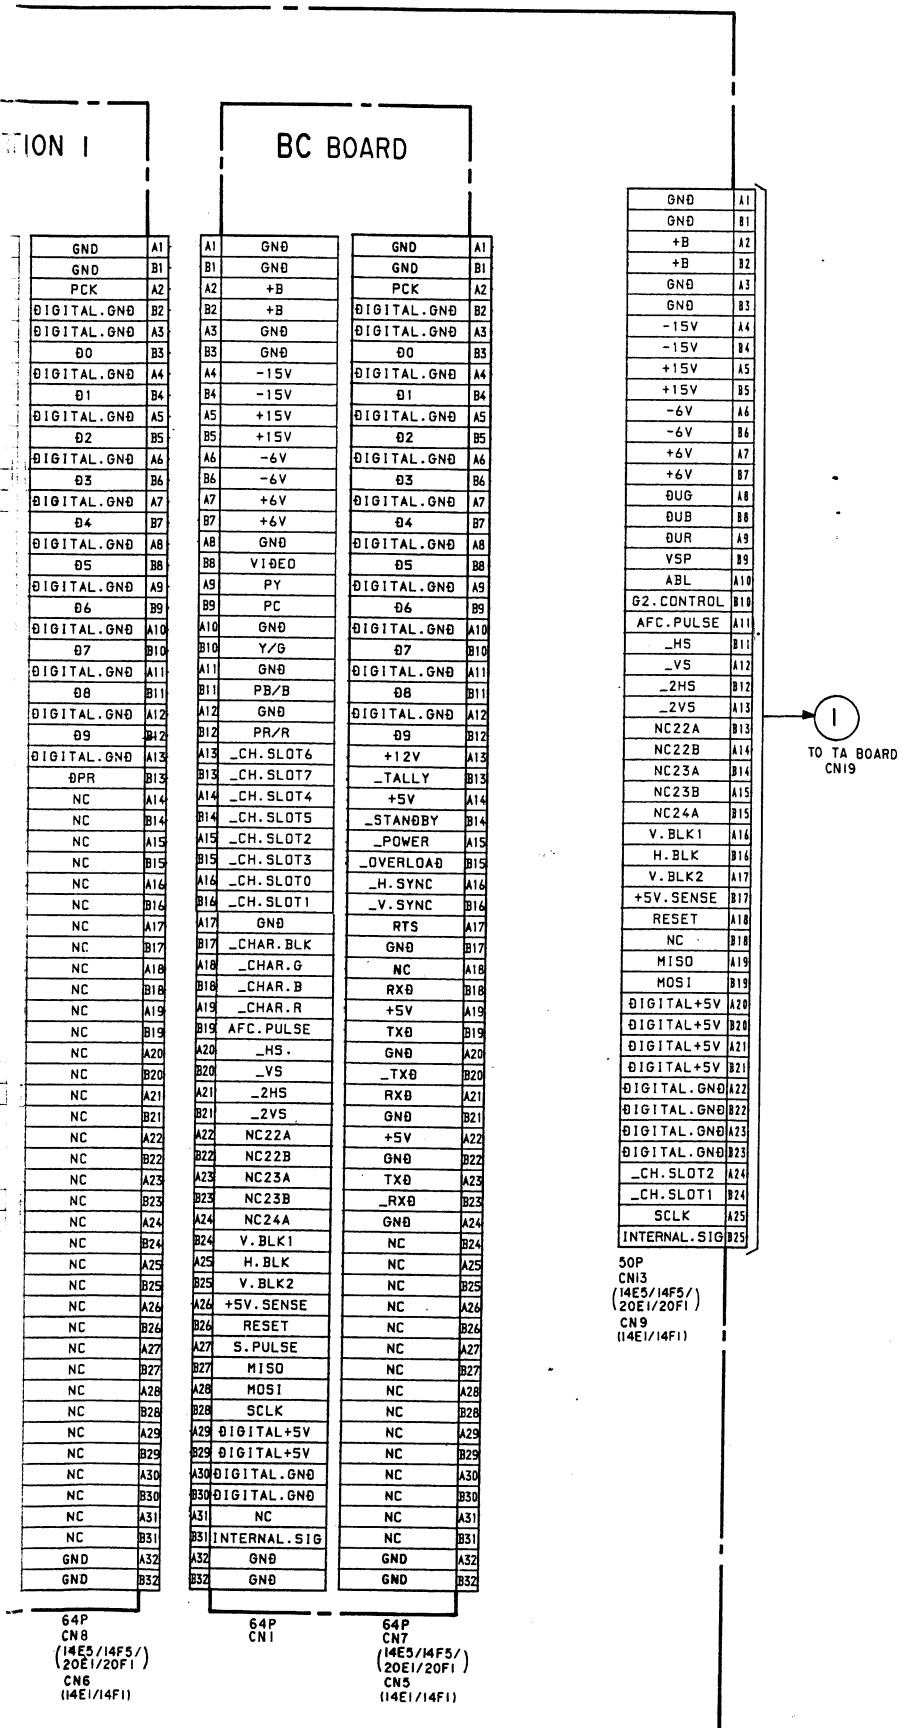 TION 1
BC BOARD
GND A1
GND B1
PCK A2
DIGITAL.GND B2
DIGITAL.GND A3
D0 B3
DIGITAL.GND A4
D1 B4
DIGITAL.GND A5
D2 B5
DIGITAL.GND A6
D3 B6
DIGITAL.GND A7
D4 B7
DIGITAL.GND A8
D5 B8
DIGITAL.GND A9
D6 B9
DIGITAL.GND A10
D7 B10
DIGITAL.GND A11
D8 B11
DIGITAL.GND A12
D9 B12
DIGITAL.GND A13
DPR B13
NC A14
NC B14
NC A15
NC B15
NC A16
NC B16
NC A17
NC B17
NC A18
NC B18
NC A19
NC B19
NC A20
NC B20
NC A21
NC B21
NC A22
NC B22
NC A23
NC B23
NC A24
NC B24
NC A25
NC B25
NC A26
NC B26
NC A27
NC B27
NC A28
NC B28
NC A29
NC B29
NC A30
NC B30
NC A31
NC B31
GND A32
GND B32
64P
CN8
(14E5/14F5/
20E1/20F1)
CN6
(14E1/14F1)
A1 GND
B1 GND
A2 +B
B2 +B
A3 GND
B3 GND
A4 -15V
B4 -15V
A5 +15V
B5 +15V
A6 -6V
B6 -6V
A7 +6V
B7 +6V
A8 GND
B8 VIDEO
A9 PY
B9 PC
A10 GND
B10 Y/G
A11 GND
B11 PB/B
A12 GND
B12 PR/R
A13 _CH.SLOT6
B13 _CH.SLOT7
A14 _CH.SLOT4
B14 _CH.SLOT5
A15 _CH.SLOT2
B15 _CH.SLOT3
A16 _CH.SLOT0
B16 _CH.SLOT1
A17 GND
B17 _CHAR.BLK
A18 _CHAR.G
B18 _CHAR.B
A19 _CHAR.R
B19 AFC.PULSE
A20 _HS
B20 _VS
A21 _2HS
B21 _2VS
A22 NC22A
B22 NC22B
A23 NC23A
B23 NC23B
A24 NC24A
B24 V.BLK1
A25 H.BLK
B25 V.BLK2
A26 +5V.SENSE
B26 RESET
A27 S.PULSE
B27 MISO
A28 MOSI
B28 SCLK
A29 DIGITAL+5V
B29 DIGITAL+5V
A30 DIGITAL.GND
B30 DIGITAL.GND
A31 NC
B31 INTERNAL.SIG
A32 GND
B32 GND
64P
CN1
GND A1
GND B1
PCK A2
DIGITAL.GND B2
DIGITAL.GND A3
D0 B3
DIGITAL.GND A4
D1 B4
DIGITAL.GND A5
D2 B5
DIGITAL.GND A6
D3 B6
DIGITAL.GND A7
D4 B7
DIGITAL.GND A8
D5 B8
DIGITAL.GND A9
D6 B9
DIGITAL.GND A10
D7 B10
DIGITAL.GND A11
D8 B11
DIGITAL.GND A12
D9 B12
+12V A13
_TALLY B13
+5V A14
_STANDBY B14
_POWER A15
_OVERLOAD B15
_H.SYNC A16
_V.SYNC B16
RTS A17
GND B17
NC A18
RXD B18
+5V A19
TXD B19
GND A20
_TXD B20
RXD A21
GND B21
+5V A22
GND B22
TXD A23
_RXD B23
GND A24
NC B24
NC A25
NC B25
NC A26
NC B26
NC A27
NC B27
NC A28
NC B28
NC A29
NC B29
NC A30
NC B30
NC A31
NC B31
GND A32
GND B32
64P
CN7
(14E5/14F5/
20E1/20F1)
CN5
(14E1/14F1)
GND A1
GND B1
+B A2
+B B2
GND A3
GND B3
-15V A4
-15V B4
+15V A5
+15V B5
-6V A6
-6V B6
+6V A7
+6V B7
DUG A8
DUB B8
DUR A9
VSP B9
ABL A10
G2.CONTROL B10
AFC.PULSE A11
_HS B11
_VS A12
_2HS B12
_2VS A13
NC22A B13
NC22B A14
NC23A B14
NC23B A15
NC24A B15
V.BLK1 A16
H.BLK B16
V.BLK2 A17
+5V.SENSE B17
RESET A18
NC B18
MISO A19
MOSI B19
DIGITAL+5V A20
DIGITAL+5V B20
DIGITAL+5V A21
DIGITAL+5V B21
DIGITAL.GND A22
DIGITAL.GND B22
DIGITAL.GND A23
DIGITAL.GND B23
_CH.SLOT2 A24
_CH.SLOT1 B24
SCLK A25
INTERNAL.SIG B25
50P
CN13
(14E5/14F5/
20E1/20F1)
CN9
(14E1/14F1)
1
TO TA BOARD
CN19